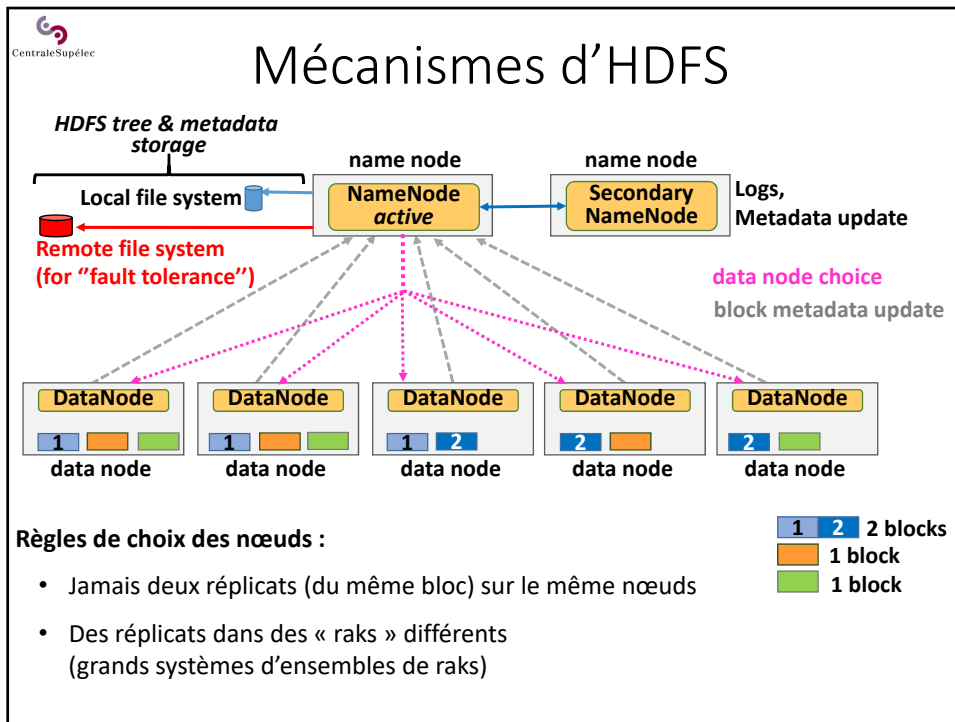 CentraleSupélec
Mécanismes d'HDFS
HDFS tree & metadata
storage
Local file system
Remote file system
(for ‘‘fault tolerance’’)
name node
NameNode
active
name node
Secondary
NameNode
Logs,
Metadata update
data node choice
block metadata update
DataNode
1
data node
DataNode
1
data node
DataNode
1 2
data node
DataNode
2
data node
DataNode
2
data node
1 2 2 blocks
1 block
1 block
Règles de choix des nœuds :
• Jamais deux réplicats (du même bloc) sur le même nœuds
• Des réplicats dans des « raks » différents
(grands systèmes d'ensembles de raks)